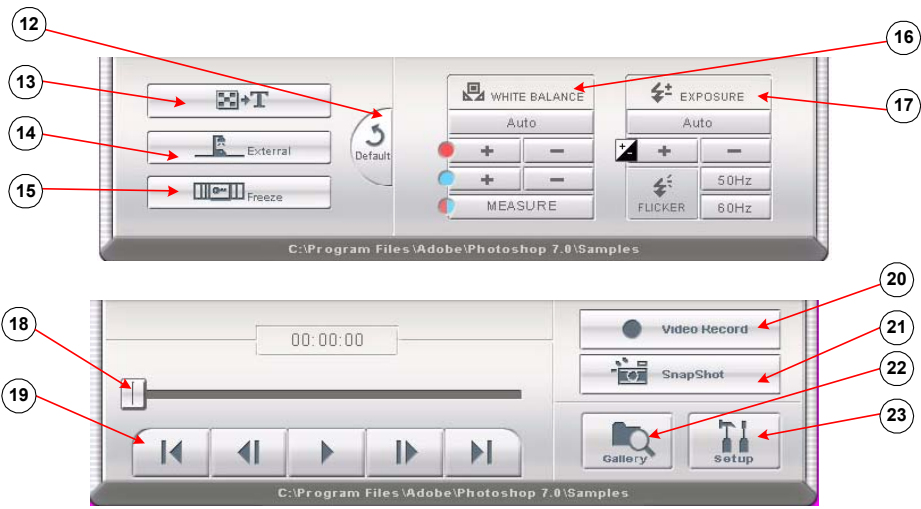 12
16
13
T
WHITE BALANCE
EXPOSURE
17
Auto
Auto
14
Exterral
Default
+ −
+ −
15
Freeze
+ −
50Hz
MEASURE
FLICKER
60Hz
C:\Program Files\Adobe\Photoshop 7.0\Samples
20
18
00:00:00
Video Record
21
SnapShot
22
19
23
Gallery
Setup
C:\Program Files\Adobe\Photoshop 7.0\Samples